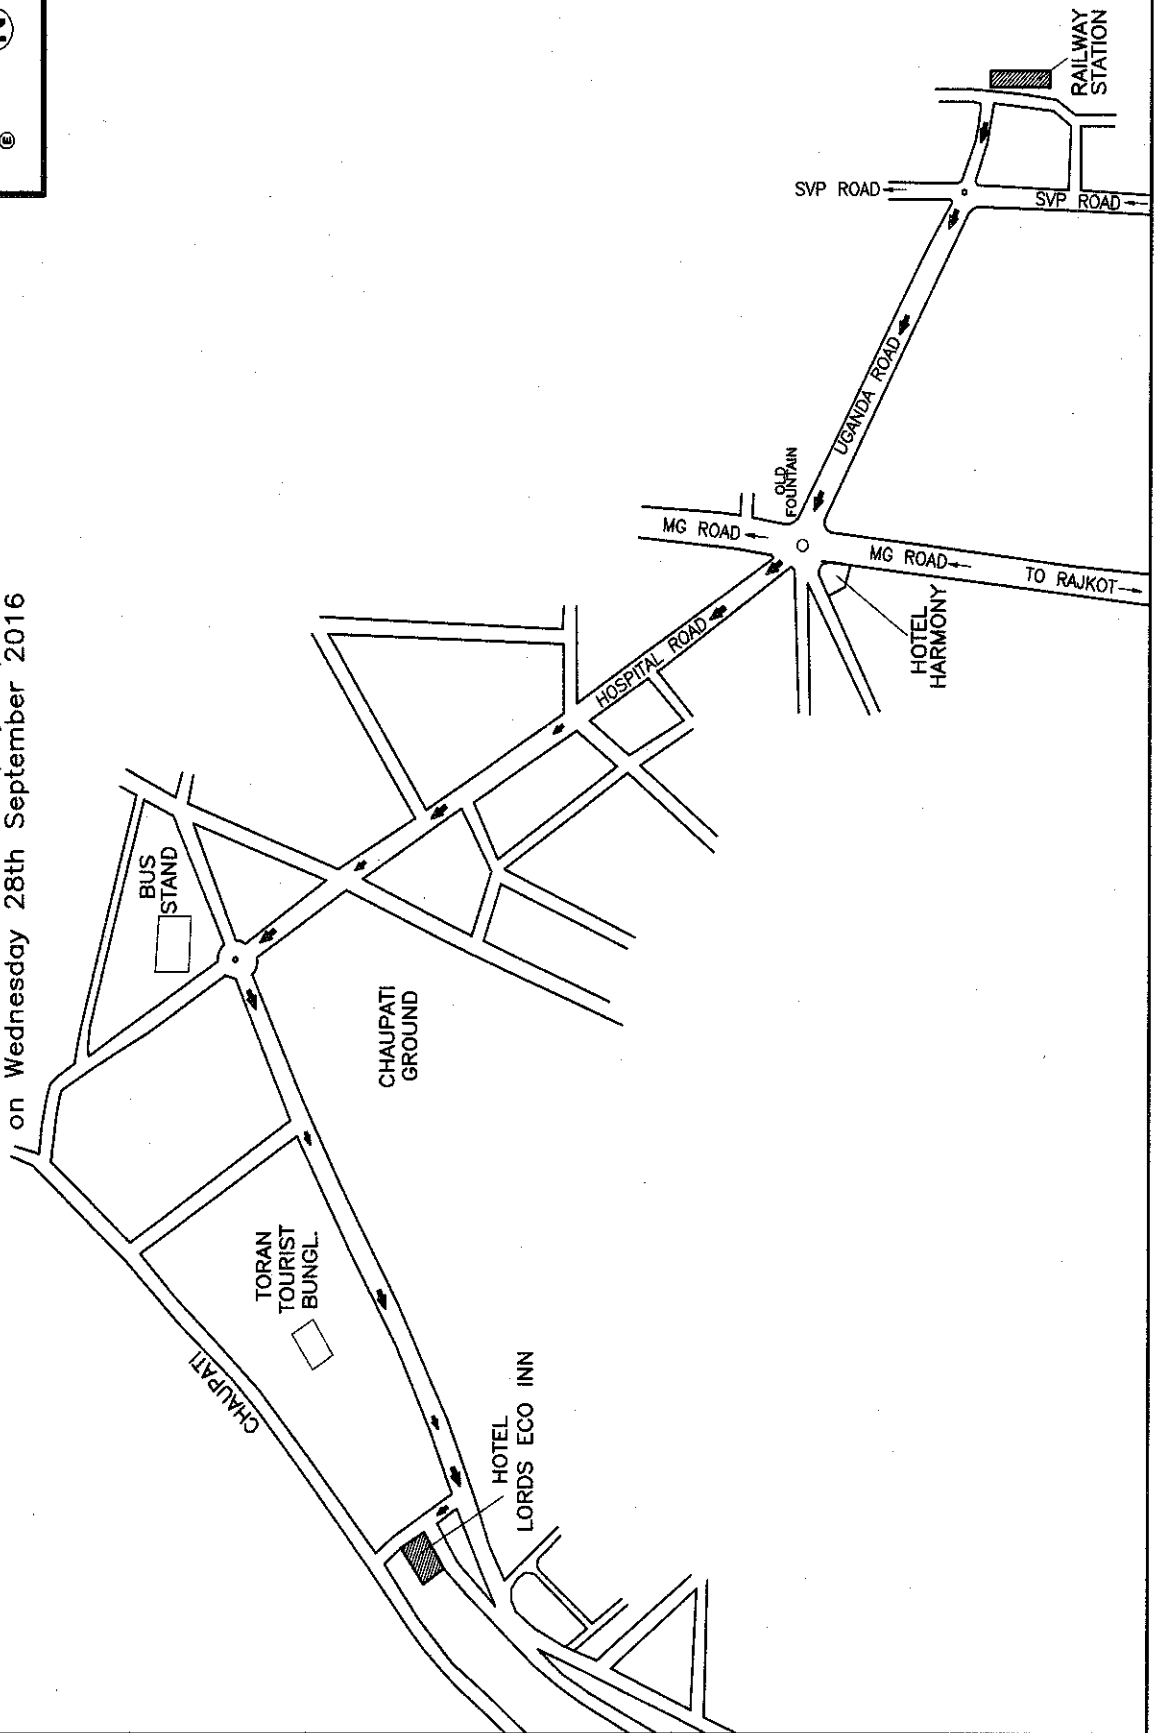 on Wednesday 28th September 2016
RAILWAY
STATION
SVP ROAD
SVP ROAD
UGANDA ROAD
OLD
FOUNTAIN
MG ROAD
MG ROAD
TO RAJKOT
HOTEL
HARMONY
HOSPITAL ROAD
BUS
STAND
CHAUPATI
GROUND
TORAN
TOURIST
BUNGL.
CHAUPATI
HOTEL
LORDS ECO INN
E